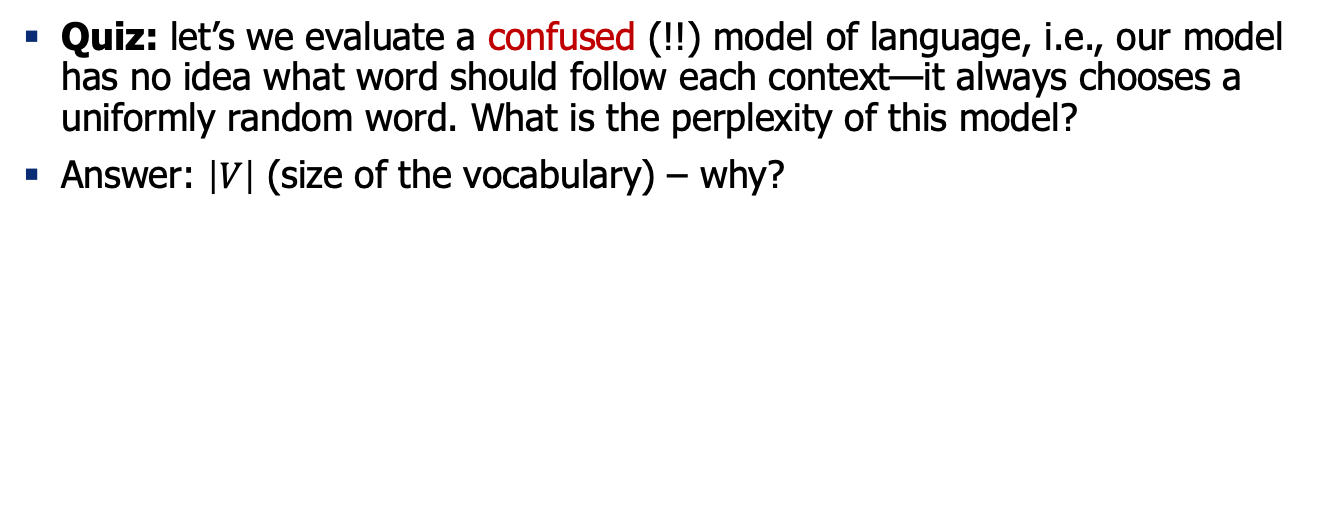 ▪ Quiz: let’s we evaluate a confused (!!) model of language, i.e., our model
has no idea what word should follow each context—it always chooses a
uniformly random word. What is the perplexity of this model?
▪ Answer: |V| (size of the vocabulary) – why?